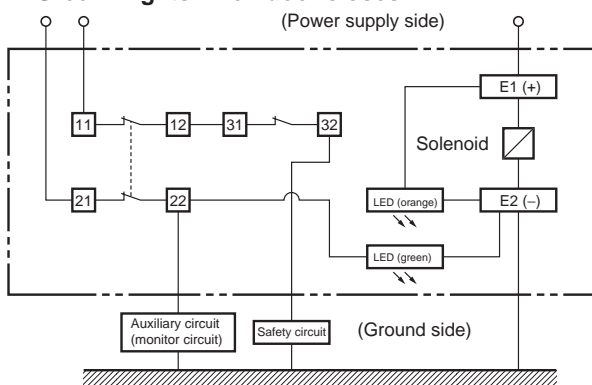 (Power supply side)
E1 (+)
11
12
31
32
Solenoid
21
22
LED (orange)
E2 (−)
LED (green)
Auxiliary circuit
(monitor circuit)
Safety circuit
(Ground side)